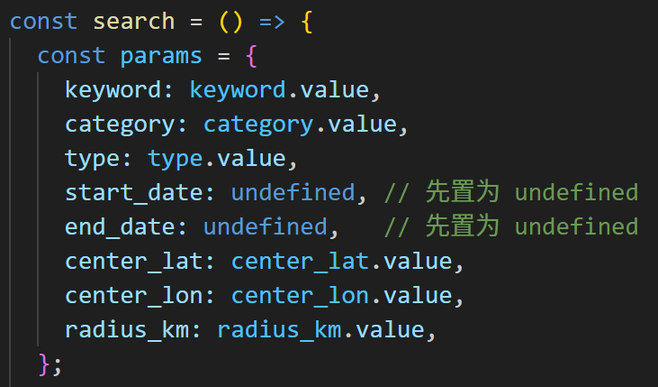 const search = () => {
const params = {
keyword: keyword.value,
category: category.value,
type: type.value,
start_date: undefined, // 先置为 undefined
end_date: undefined,   // 先置为 undefined
center_lat: center_lat.value,
center_lon: center_lon.value,
radius_km: radius_km.value,
};